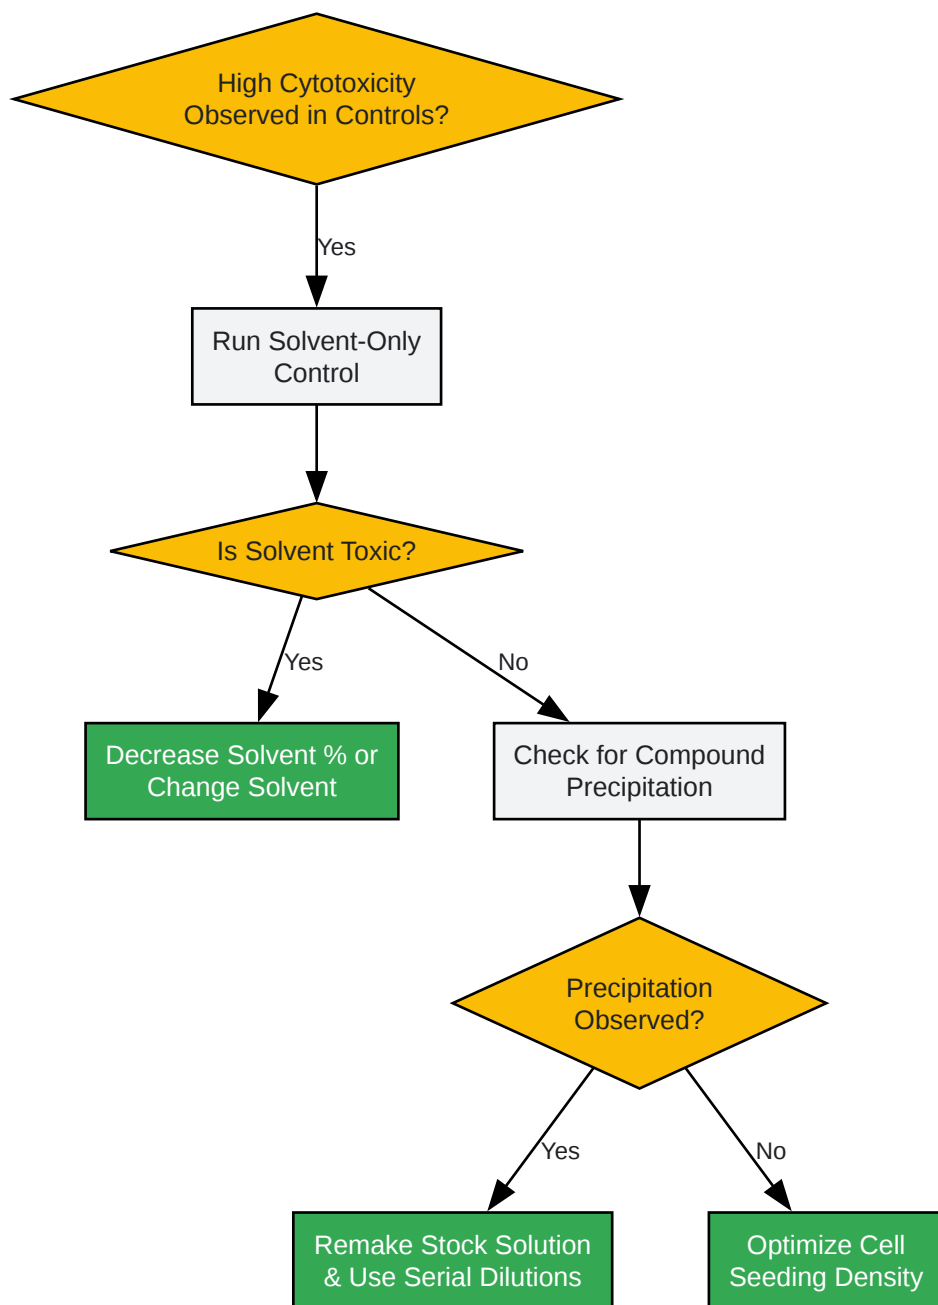 High Cytotoxicity
Observed in Controls?
Yes
Run Solvent-Only
Control
Is Solvent Toxic?
Yes
No
Decrease Solvent % or
Change Solvent
Check for Compound
Precipitation
Precipitation
Observed?
Yes
No
Remake Stock Solution
& Use Serial Dilutions
Optimize Cell
Seeding Density